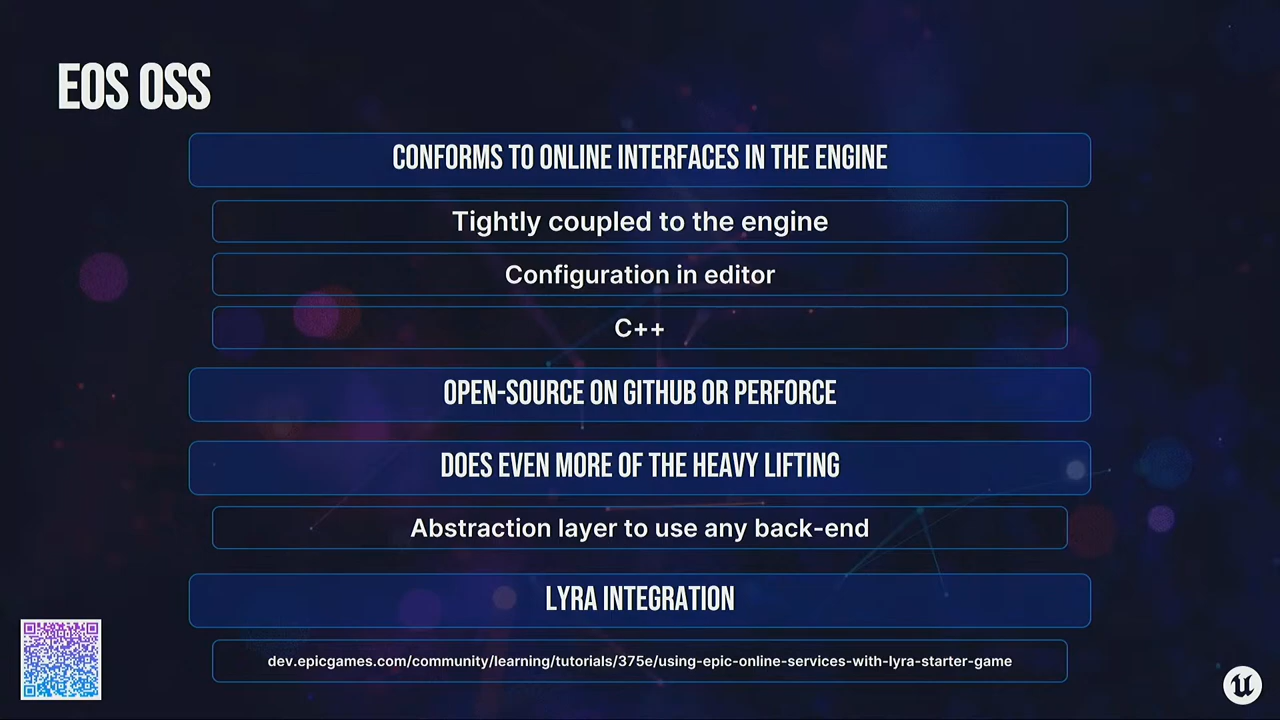 EOS OSS
CONFORMS TO ONLINE INTERFACES IN THE ENGINE
Tightly coupled to the engine
Configuration in editor
C++
OPEN-SOURCE ON GITHUB OR PERFORCE
DOES EVEN MORE OF THE HEAVY LIFTING
Abstraction layer to use any back-end
LYRA INTEGRATION
dev.epicgames.com/community/learning/tutorials/375e/using-epic-online-services-with-lyra-starter-game